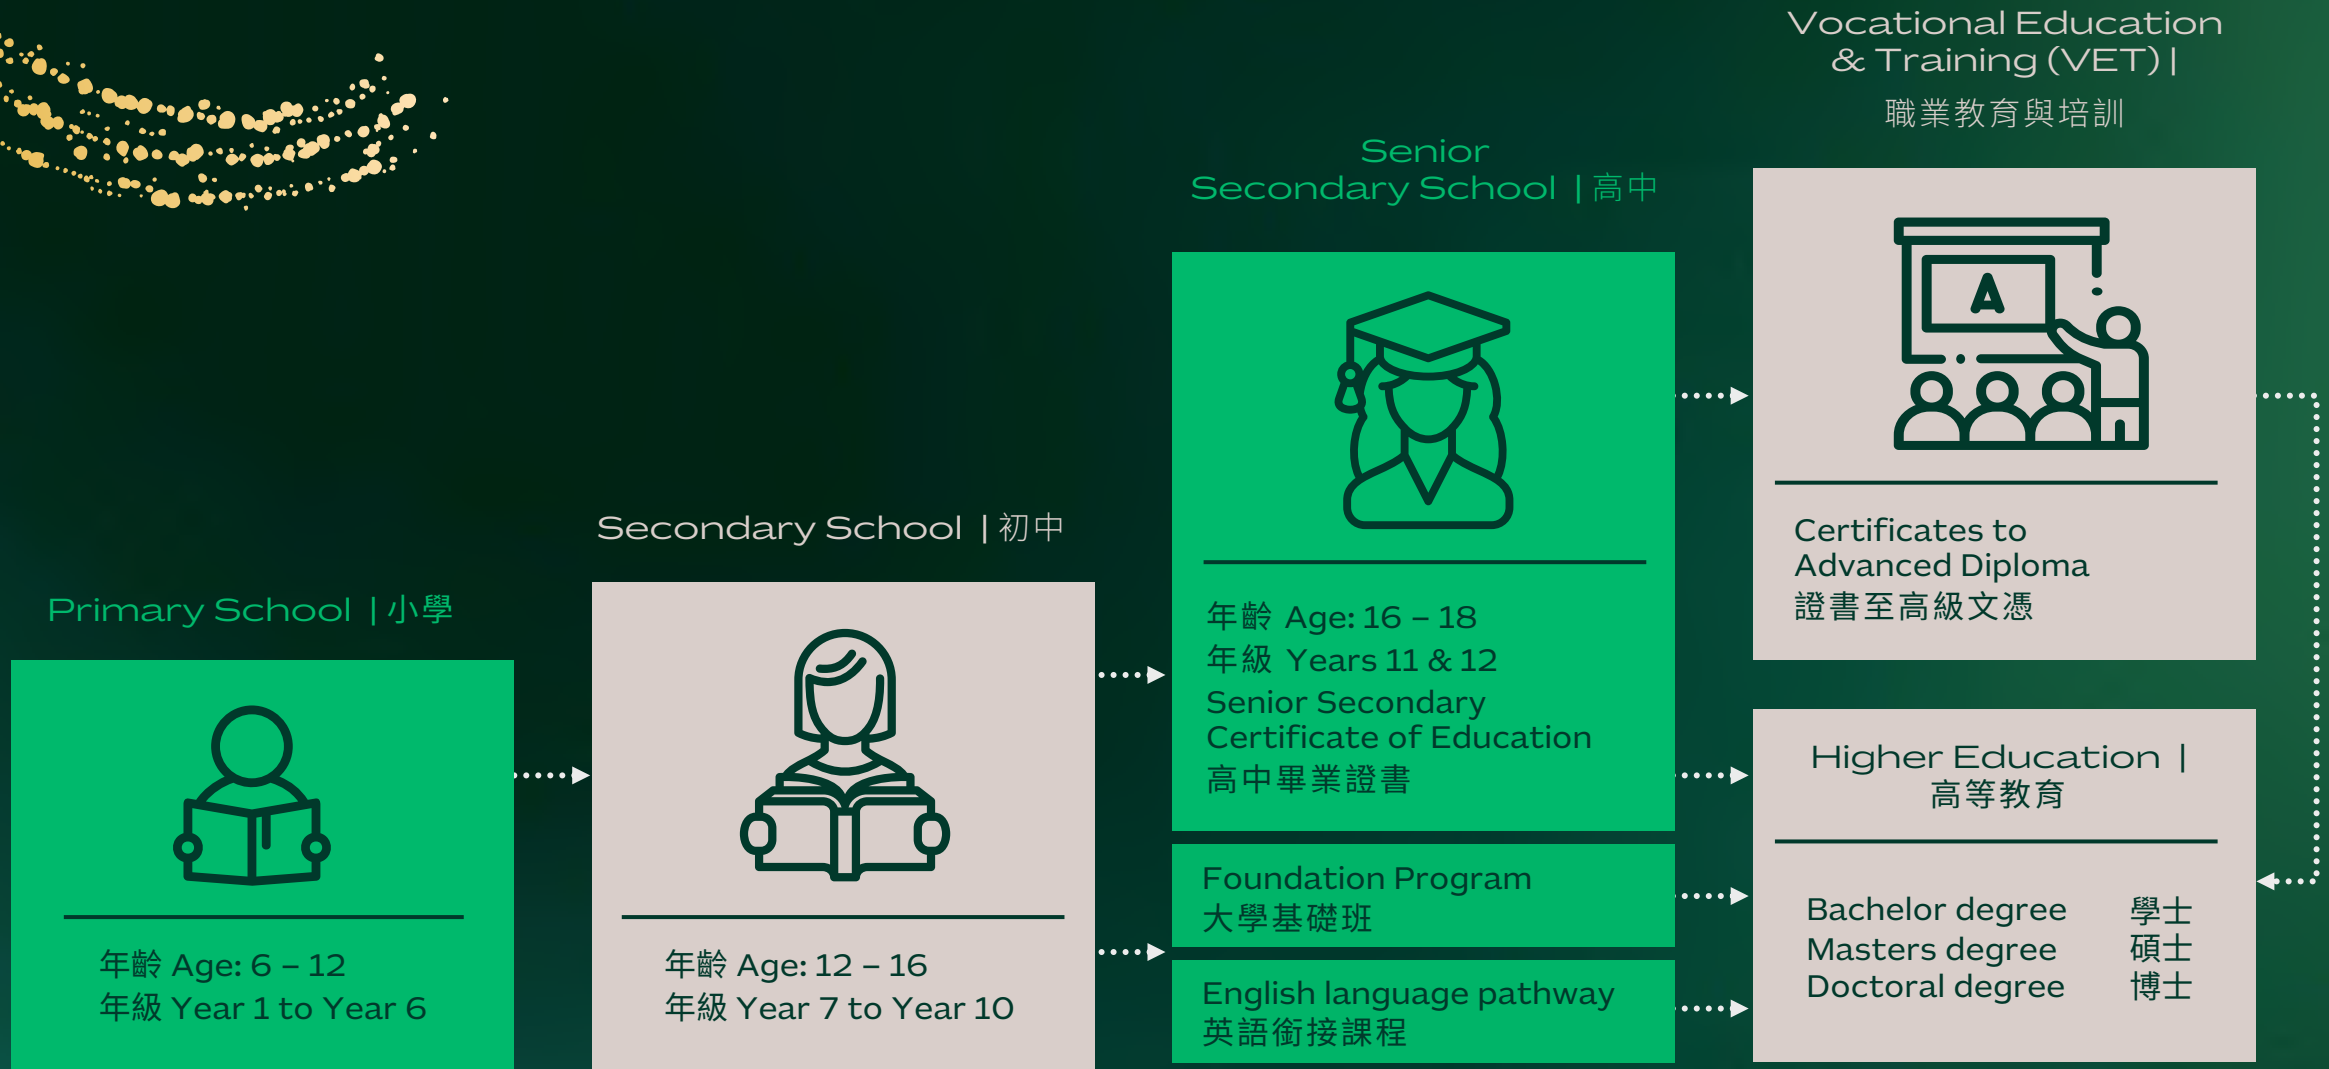 Primary School | 小學
年齡 Age: 6 – 12
年級 Year 1 to Year 6
Secondary School | 初中
年齡 Age: 12 – 16
年級 Year 7 to Year 10
Senior
Secondary School | 高中
年齡 Age: 16 – 18
年級 Years 11 & 12
Senior Secondary
Certificate of Education
高中畢業證書
Foundation Program
大學基礎班
English language pathway
英語銜接課程
Vocational Education
& Training (VET) |
職業教育與培訓
A
Certificates to
Advanced Diploma
證書至高級文憑
Higher Education |
高等教育
Bachelor degree 學士
Masters degree 碩士
Doctoral degree 博士